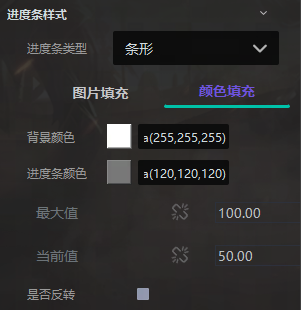 进度条样式
进度条类型 条形
图片填充 颜色填充
背景颜色 a(255,255,255)
进度条颜色 a(120,120,120)
最大值 100.00
当前值 50.00
是否反转